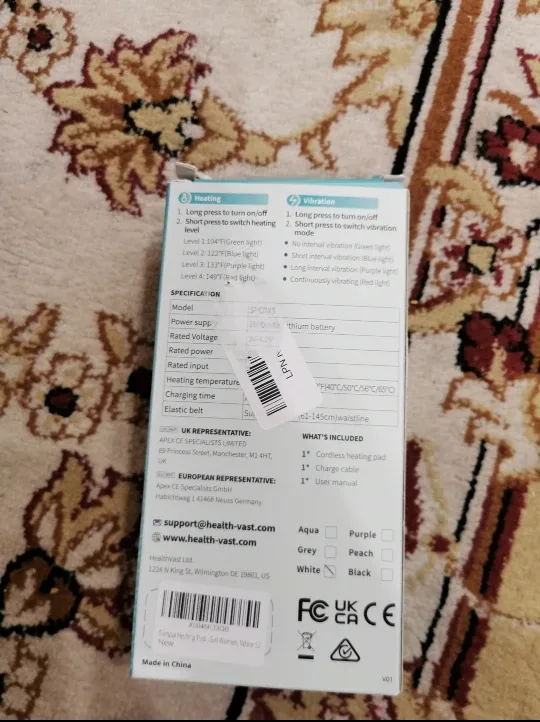 Heating
1. Long press to turn on/off
2. Short press to switch heating
level
Level 1:104°F(Green light)
Level 2: 122°F(Blue light)
Level 3: 133°F(Purple light)
Level 4: 149°F(Red light)
Vibration
1. Long press to turn on/off
2. Short press to switch vibration
mode
No interval vibration (Green light)
Short interval vibration (Blue light)
Long interval vibration (Purple light)
Continuously vibrating (Red light)
SPECIFICATION
Model
Power supply lithium battery
Rated Voltage
Rated power
Rated input
Heating temperature °F(40°C/50°C/56°C/65°C)
Charging time
Elastic belt (61-145cm)waistline
LPN
UK REPRESENTATIVE:
APEX CE SPECIALISTS LIMITED
89 Princess Street, Manchester, M1 4HT,
UK
EUROPEAN REPRESENTATIVE:
Apex CE Specialists GmbH
Habichtweg 1 41468 Neuss Germany
WHAT'S INCLUDED
1* Cordless heating pad
1* Charge cable
1* User manual
support@health-vast.com
www.health-vast.com
Healthvast Ltd.
1224 N King St, Wilmington DE 19801, US
Aqua Purple
Grey Peach
White Black
FC UK CA CE
New
Made in China
V01